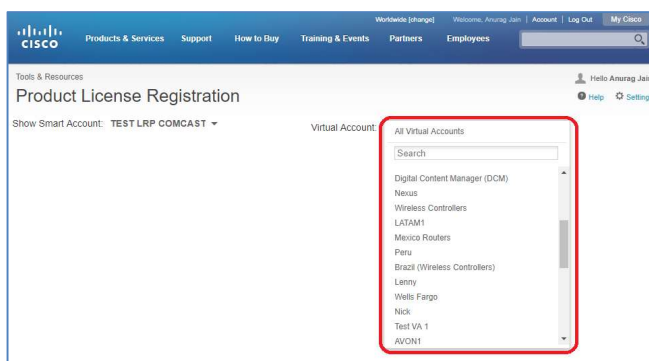 Worldwide [change] Welcome, Anurag Jain | Account | Log Out My Cisco
CISCO Products & Services Support How to Buy Training & Events Partners Employees
Tools & Resources
Hello Anurag Jain
Product License Registration
Help Setting
Show Smart Account: TEST LRP COMCAST
Virtual Account: All Virtual Accounts
Search
Digital Content Manager (DCM)
Nexus
Wireless Controllers
LATAM1
Mexico Routers
Peru
Brazil (Wireless Controllers)
Lenny
Wells Fargo
Nick
Test VA 1
AVON1